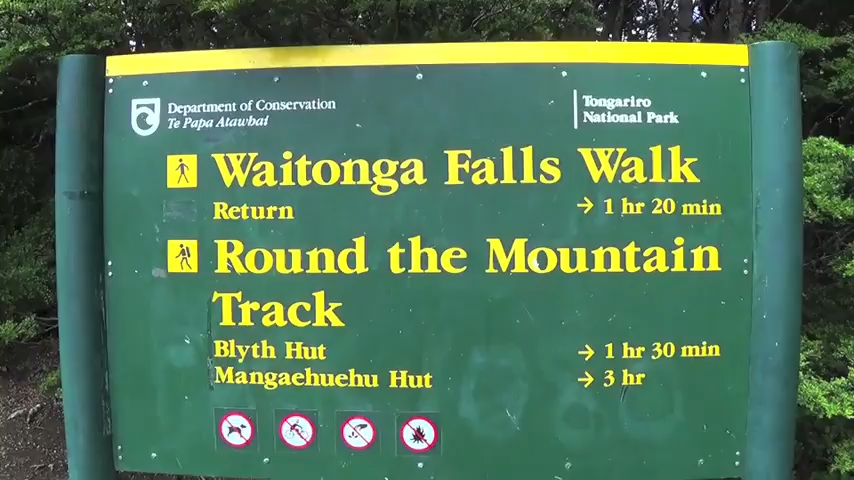 Department of Conservation
Te Papa Atawhai
Tongariro
National Park
Waitonga Falls Walk
Return → 1 hr 20 min
Round the Mountain
Track
Blyth Hut → 1 hr 30 min
Mangaehuehu Hut → 3 hr